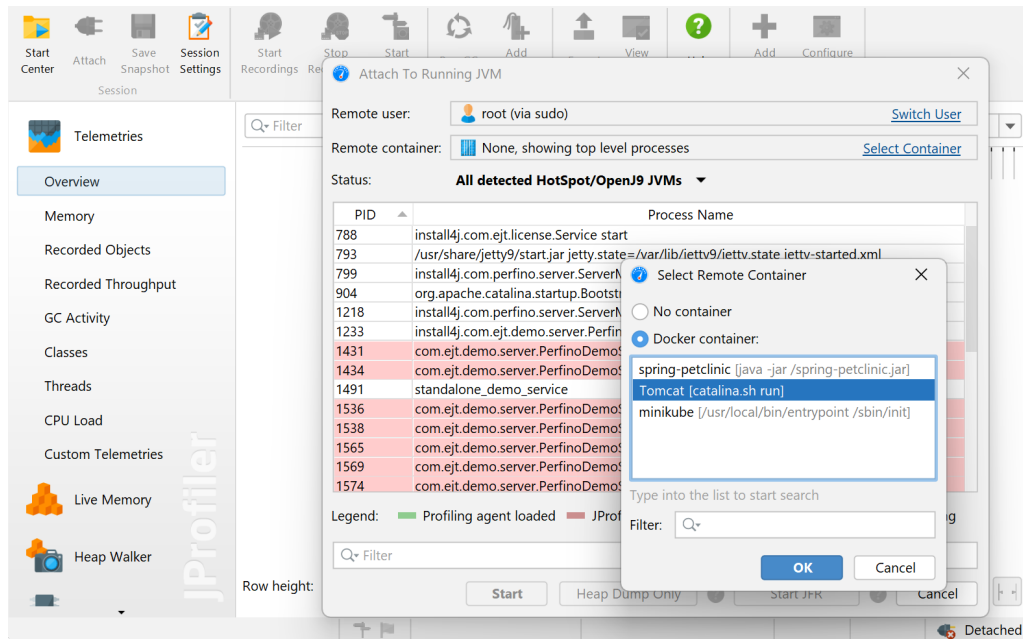 Start Center
Attach
Save Snapshot
Session Settings
Start Recordings
Stop
Start
Add
View
Add
Configure
Session
Attach To Running JVM
Telemetries
Filter
Remote user:
root (via sudo)
Switch User
Remote container:
None, showing top level processes
Select Container
Status:
All detected HotSpot/OpenJ9 JVMs
Overview
Memory
Recorded Objects
Recorded Throughput
GC Activity
Classes
Threads
CPU Load
Custom Telemetries
Live Memory
Heap Walker
JProfiler
PID Process Name
788 install4j.com.ejt.license.Service start
793 /usr/share/jetty9/start.jar jetty.state=/var/lib/jetty9/jetty.state jetty-started.xml
799 install4j.com.perfino.server.ServerM
904 org.apache.catalina.startup.Bootstr
1218 install4j.com.perfino.server.ServerM
1233 install4j.com.ejt.demo.server.Perfin
1431 com.ejt.demo.server.PerfinoDemoS
1434 com.ejt.demo.server.PerfinoDemoS
1491 standalone_demo_service
1536 com.ejt.demo.server.PerfinoDemoS
1538 com.ejt.demo.server.PerfinoDemoS
1565 com.ejt.demo.server.PerfinoDemoS
1569 com.ejt.demo.server.PerfinoDemoS
1574 com.ejt.demo.server.PerfinoDemoS
Legend:
Profiling agent loaded
JProf
Filter
Row height:
Start
Heap Dump Only
Start JFR
Cancel
Select Remote Container
No container
Docker container:
spring-petclinic [java -jar /spring-petclinic.jar]
Tomcat [catalina.sh run]
minikube [/usr/local/bin/entrypoint /sbin/init]
Type into the list to start search
Filter:
OK
Cancel
Detached